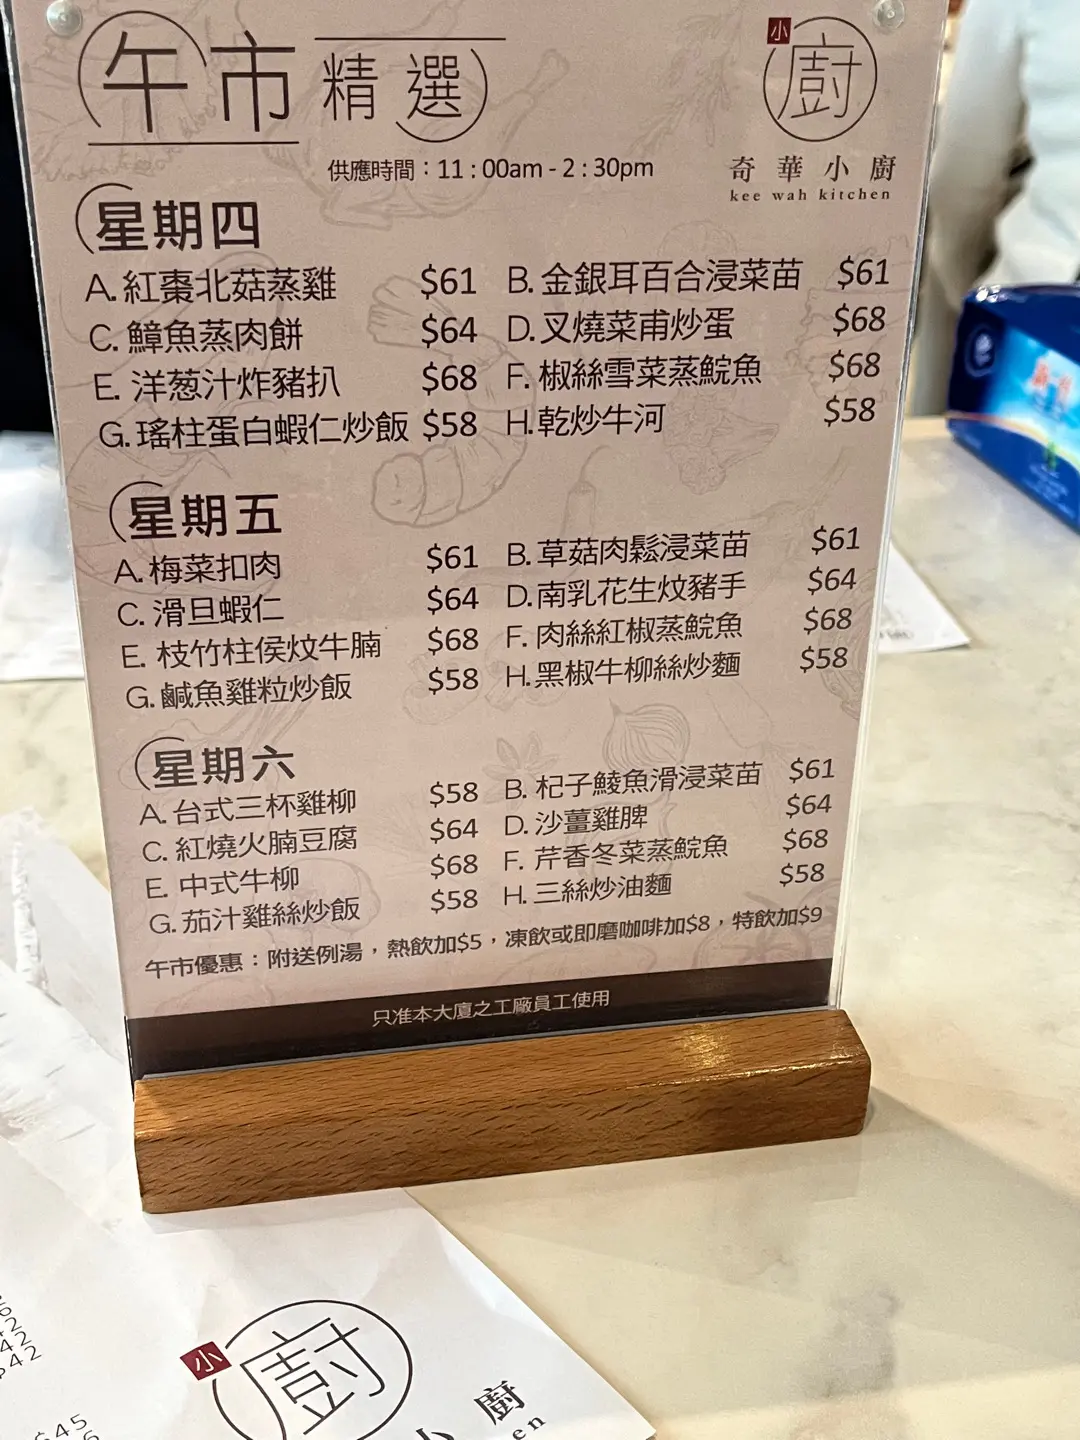 午市精選
小
廚
奇華小廚
kee wah kitchen
供應時間：11 : 00am - 2 : 30pm
星期四
A. 紅棗北菇蒸雞 $61 B. 金銀耳百合浸菜苗 $61
C. 鱆魚蒸肉餅 $64 D. 叉燒菜甫炒蛋 $68
E. 洋葱汁炸豬扒 $68 F. 椒絲雪菜蒸鯇魚 $68
G. 瑤柱蛋白蝦仁炒飯 $58 H. 乾炒牛河 $58
星期五
A. 梅菜扣肉 $61 B. 草菇肉鬆浸菜苗 $61
C. 滑旦蝦仁 $64 D. 南乳花生炆豬手 $64
E. 枝竹柱侯炆牛腩 $68 F. 肉絲紅椒蒸鯇魚 $68
G. 鹹魚雞粒炒飯 $58 H. 黑椒牛柳絲炒麵 $58
星期六
A. 台式三杯雞柳 $58 B. 杞子鯪魚滑浸菜苗 $61
C. 紅燒火腩豆腐 $64 D. 沙薑雞脾 $64
E. 中式牛柳 $68 F. 芹香冬菜蒸鯇魚 $68
G. 茄汁雞絲炒飯 $58 H. 三絲炒油麵 $58
午市優惠：附送例湯，熱飲加$5，凍飲或即磨咖啡加$8，特飲加$9
只准本大廈之工廠員工使用
小
廚
小廚
en
42
$42
$45